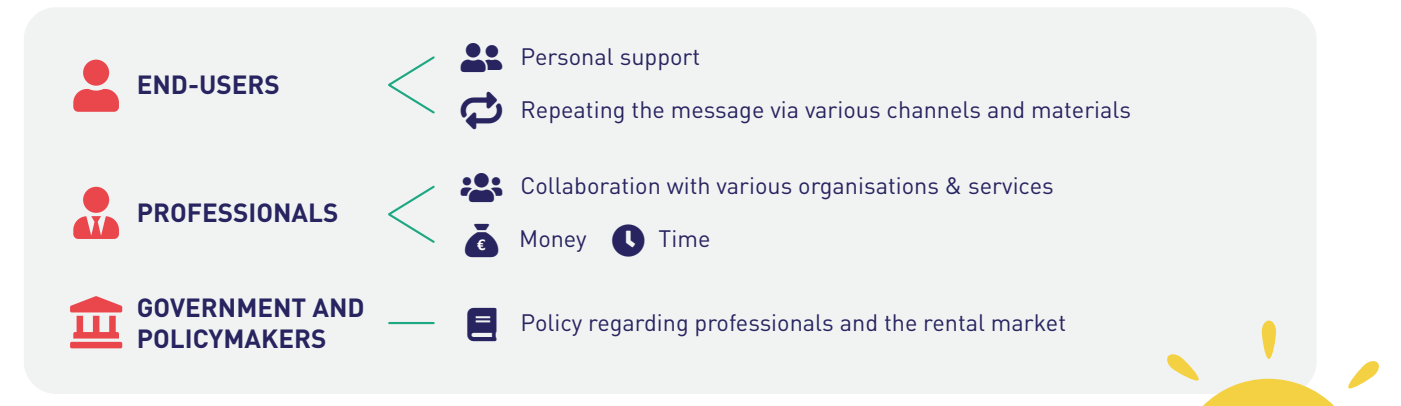 END-USERS
Personal support
Repeating the message via various channels and materials
PROFESSIONALS
Collaboration with various organisations & services
€ Money Time
GOVERNMENT AND
POLICYMAKERS
Policy regarding professionals and the rental market